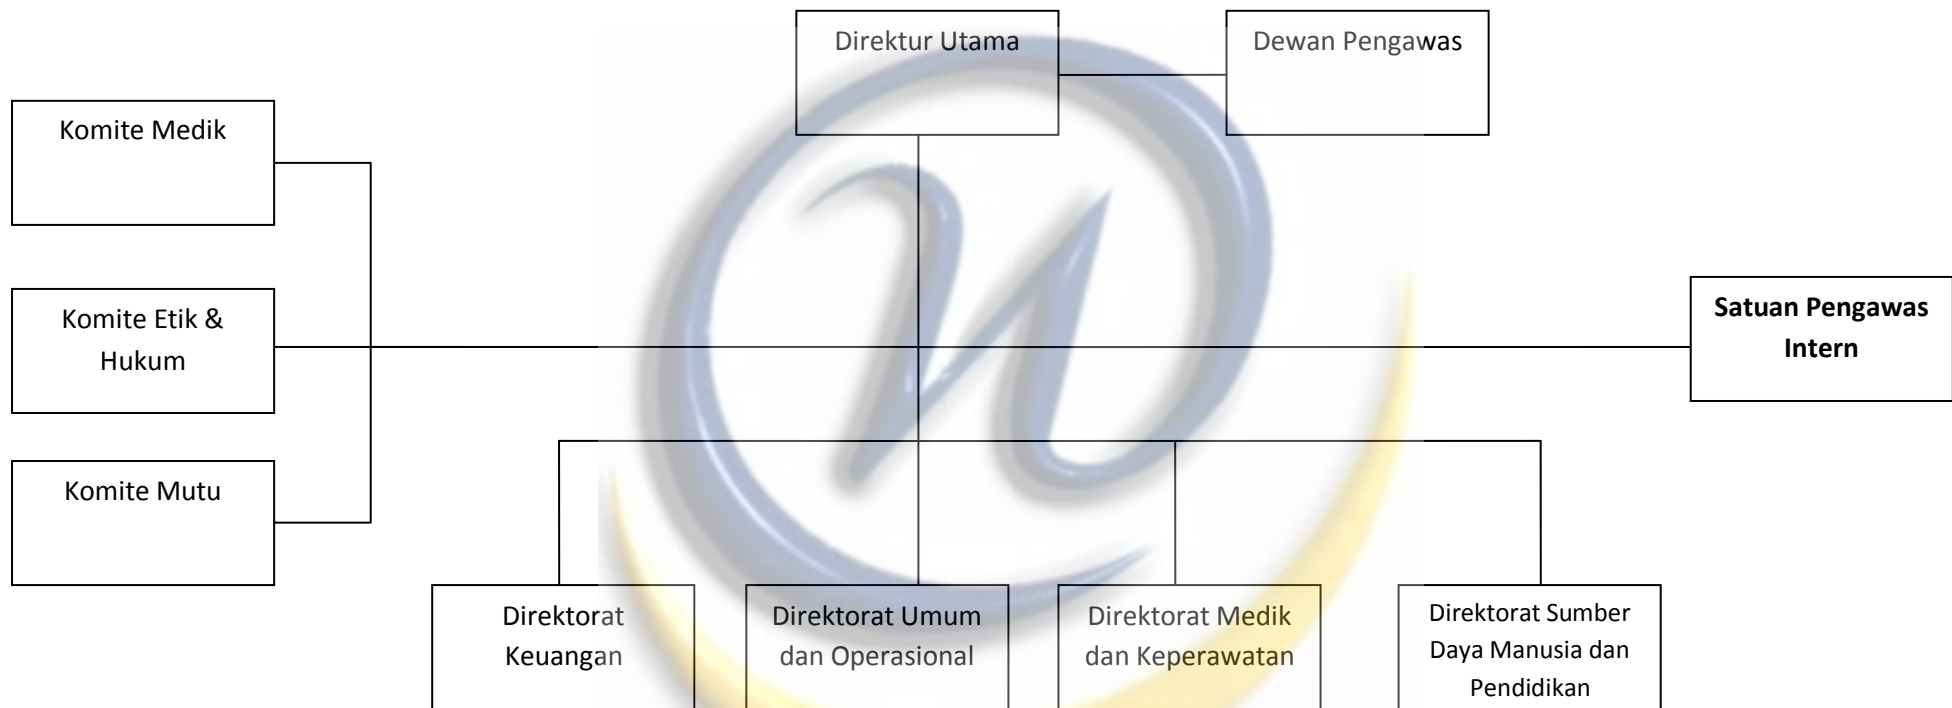 Direktur Utama
Dewan Pengawas
Komite Medik
Komite Etik &
Hukum
Satuan Pengawas
Intern
Komite Mutu
Direktorat
Keuangan
Direktorat Umum
dan Operasional
Direktorat Medik
dan Keperawatan
Direktorat Sumber
Daya Manusia dan
Pendidikan